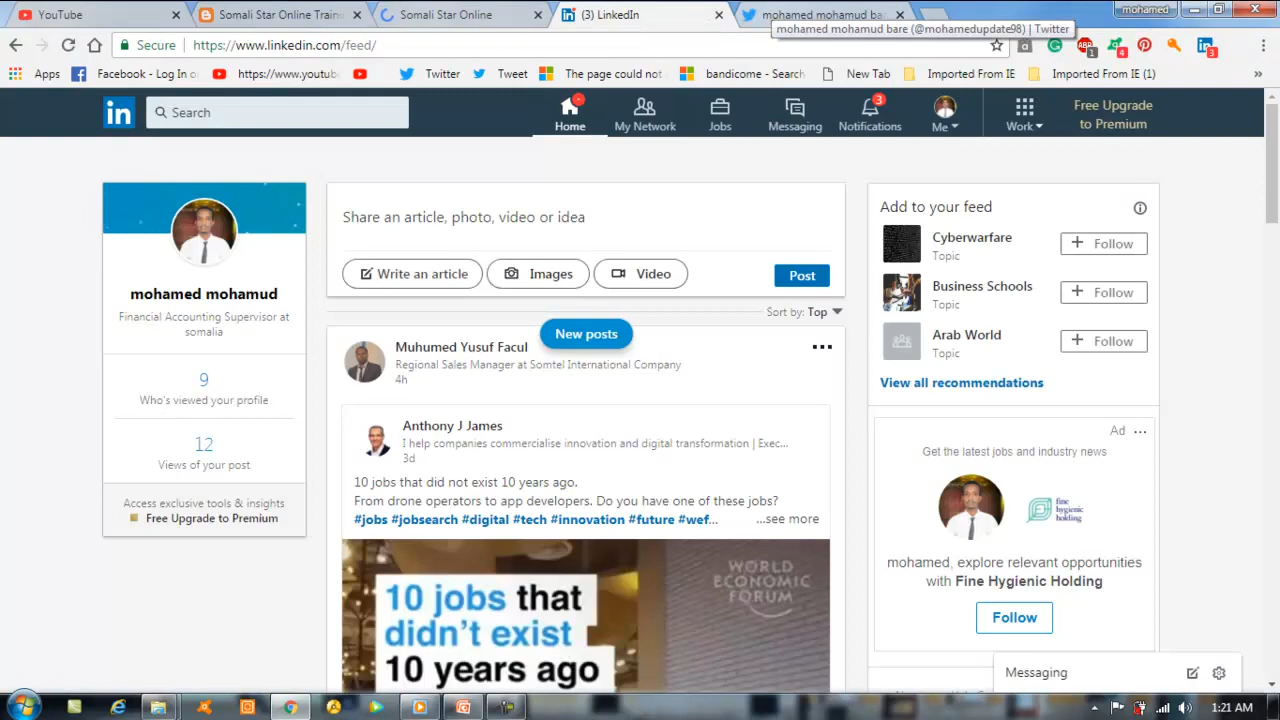 YouTube
Somali Star Online Train
Somali Star Online
(3) LinkedIn
mohamed mohamud ba
mohamed
mohamed mohamud bare (@mohamedupdate98) | Twitter
Secure
https://www.linkedin.com/feed/
Apps
Facebook - Log In o
https://www.youtub
Twitter
Tweet
The page could not
bandicome - Search
New Tab
Imported From IE
Imported From IE (1)
in
Search
Home
My Network
Jobs
Messaging
3
Notifications
Me
Work
Free Upgrade
to Premium
mohamed mohamud
Financial Accounting Supervisor at
somalia
9
Who's viewed your profile
12
Views of your post
Access exclusive tools & insights
Free Upgrade to Premium
Share an article, photo, video or idea
Write an article
Images
Video
Post
Sort by: Top
New posts
Muhumed Yusuf Facul
Regional Sales Manager at Somtel International Company
4h
Anthony J James
I help companies commercialise innovation and digital transformation | Exec...
3d
10 jobs that did not exist 10 years ago.
From drone operators to app developers. Do you have one of these jobs?
#jobs #jobsearch #digital #tech #innovation #future #wef...
...see more
WORLD
ECONOMIC
FORUM
10 jobs that
didn't exist
10 years ago
Add to your feed
Cyberwarfare
Topic
Follow
Business Schools
Topic
Follow
Arab World
Topic
Follow
View all recommendations
Ad
Get the latest jobs and industry news
fine
hygienic
holding
mohamed, explore relevant opportunities
with Fine Hygienic Holding
Follow
Messaging
1:21 AM